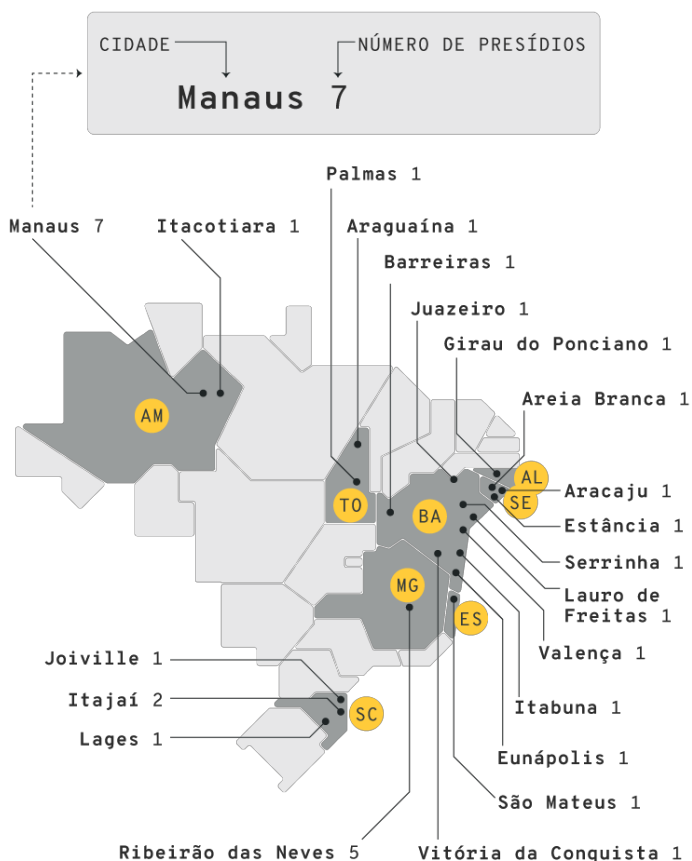 CIDADE
NÚMERO DE PRESÍDIOS
Manaus 7
Palmas 1
Manaus 7
Itacotiara 1
Araguaína 1
Barreiras 1
Juazeiro 1
Girau do Ponciano 1
Areia Branca 1
AM
AL
TO
BA
SE
Aracaju 1
Estância 1
Serrinha 1
MG
ES
Lauro de
Freitas 1
Valença 1
Joiville 1
Itajaí 2
SC
Itabuna 1
Lages 1
Eunápolis 1
São Mateus 1
Ribeirão das Neves 5
Vitória da Conquista 1